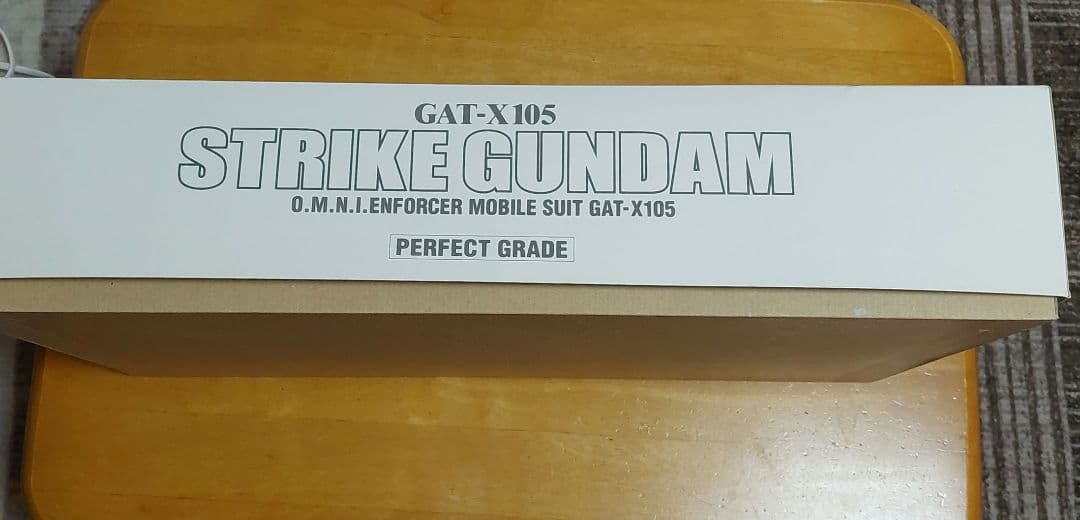 GAT-X105
STRIKE GUNDAM
O.M.N.I.ENFORCER MOBILE SUIT GAT-X105
PERFECT GRADE